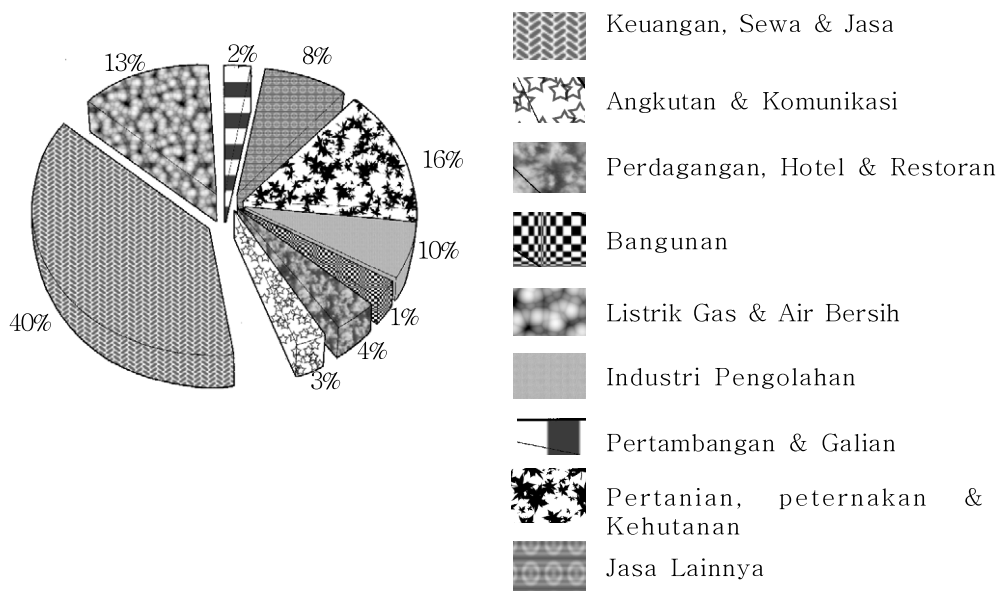 2%
8%
13%
16%
10%
1%
4%
3%
40%
Keuangan, Sewa & Jasa
Angkutan & Komunikasi
Perdagangan, Hotel & Restoran
Bangunan
Listrik Gas & Air Bersih
Industri Pengolahan
Pertambangan & Galian
Pertanian, peternakan &
Kehutanan
Jasa Lainnya